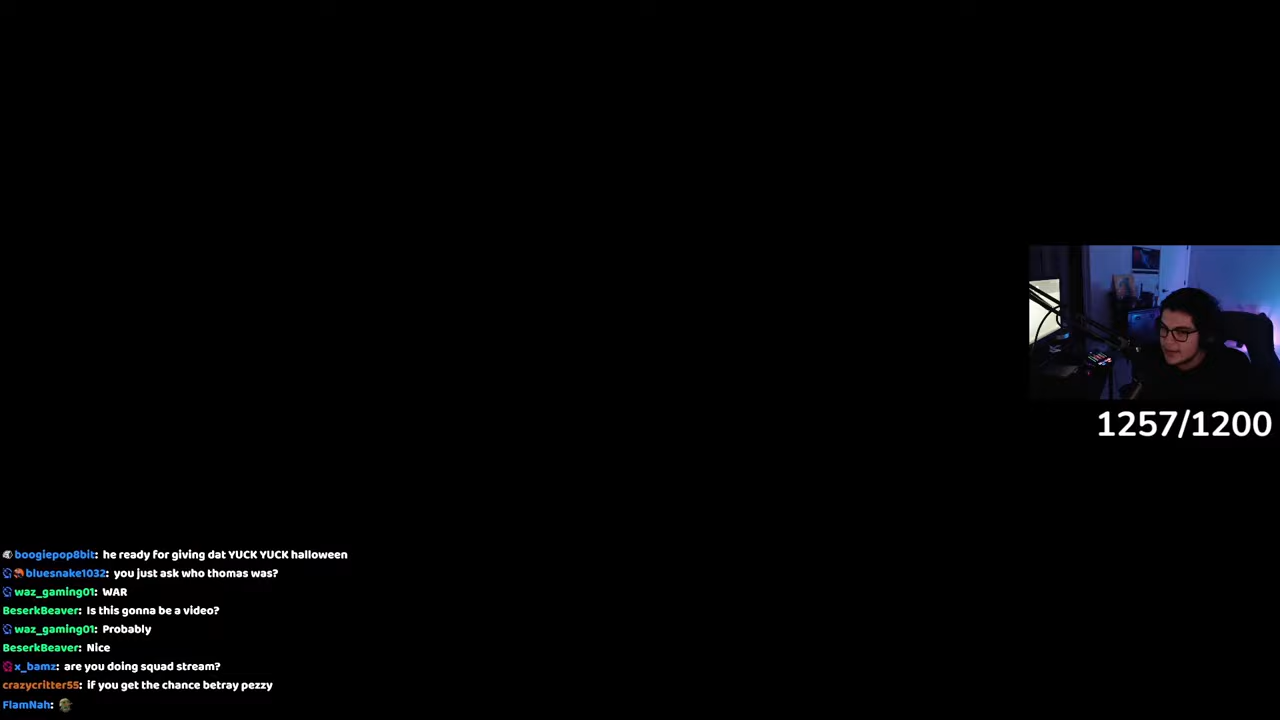 1257/1200
boogiepop8bit: he ready for giving dat YUCK YUCK halloween
bluesnake1032: you just ask who thomas was?
waz_gaming01: WAR
BeserkBeaver: Is this gonna be a video?
waz_gaming01: Probably
BeserkBeaver: Nice
x_bamz: are you doing squad stream?
crazycritter55: if you get the chance betray pezzy
FlamNah: